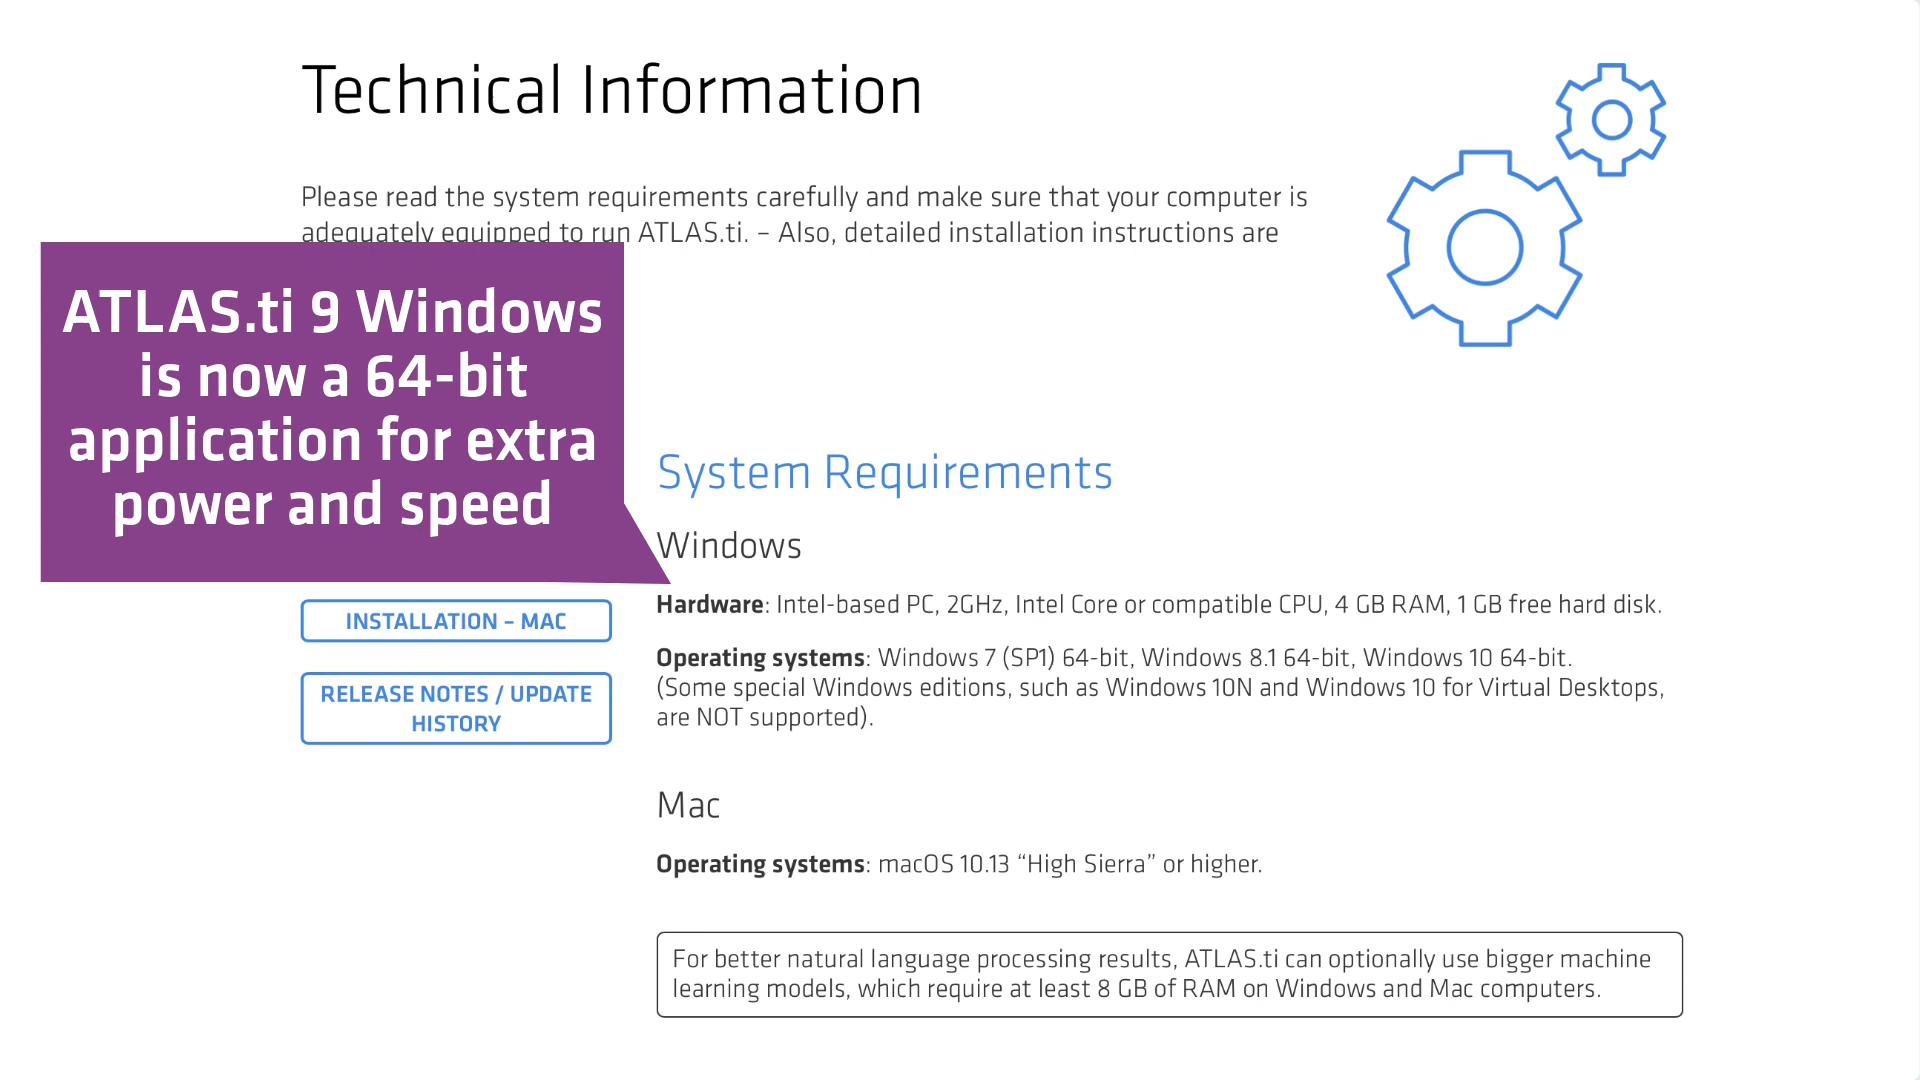 Technical Information
Please read the system requirements carefully and make sure that your computer is
adequately equipped to run ATLAS.ti. – Also, detailed installation instructions are
ATLAS.ti 9 Windows
is now a 64-bit
application for extra
power and speed
INSTALLATION – MAC
RELEASE NOTES / UPDATE
HISTORY
System Requirements
Windows
Hardware: Intel-based PC, 2GHz, Intel Core or compatible CPU, 4 GB RAM, 1 GB free hard disk.
Operating systems: Windows 7 (SP1) 64-bit, Windows 8.1 64-bit, Windows 10 64-bit.
(Some special Windows editions, such as Windows 10N and Windows 10 for Virtual Desktops,
are NOT supported).
Mac
Operating systems: macOS 10.13 “High Sierra” or higher.
For better natural language processing results, ATLAS.ti can optionally use bigger machine
learning models, which require at least 8 GB of RAM on Windows and Mac computers.